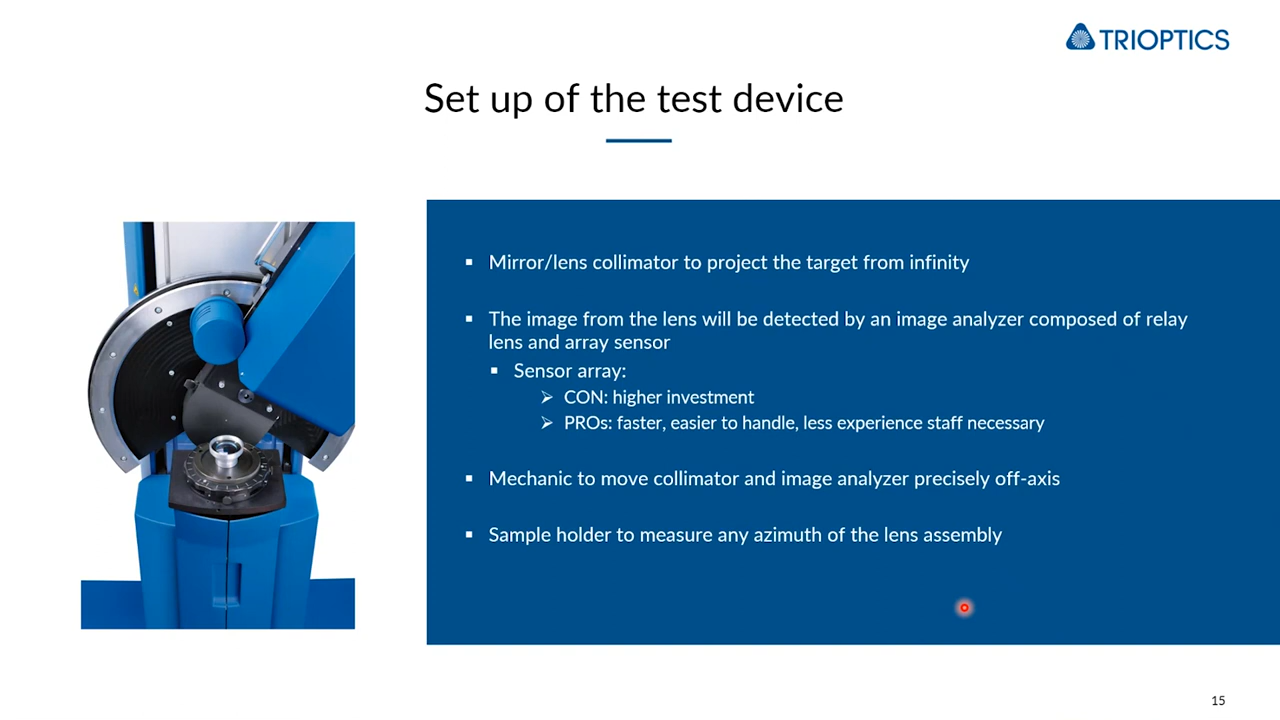 TRIOPTICS
Set up of the test device
▪ Mirror/lens collimator to project the target from infinity
▪ The image from the lens will be detected by an image analyzer composed of relay
lens and array sensor
▪ Sensor array:
➢ CON: higher investment
➢ PROs: faster, easier to handle, less experience staff necessary
▪ Mechanic to move collimator and image analyzer precisely off-axis
▪ Sample holder to measure any azimuth of the lens assembly
15